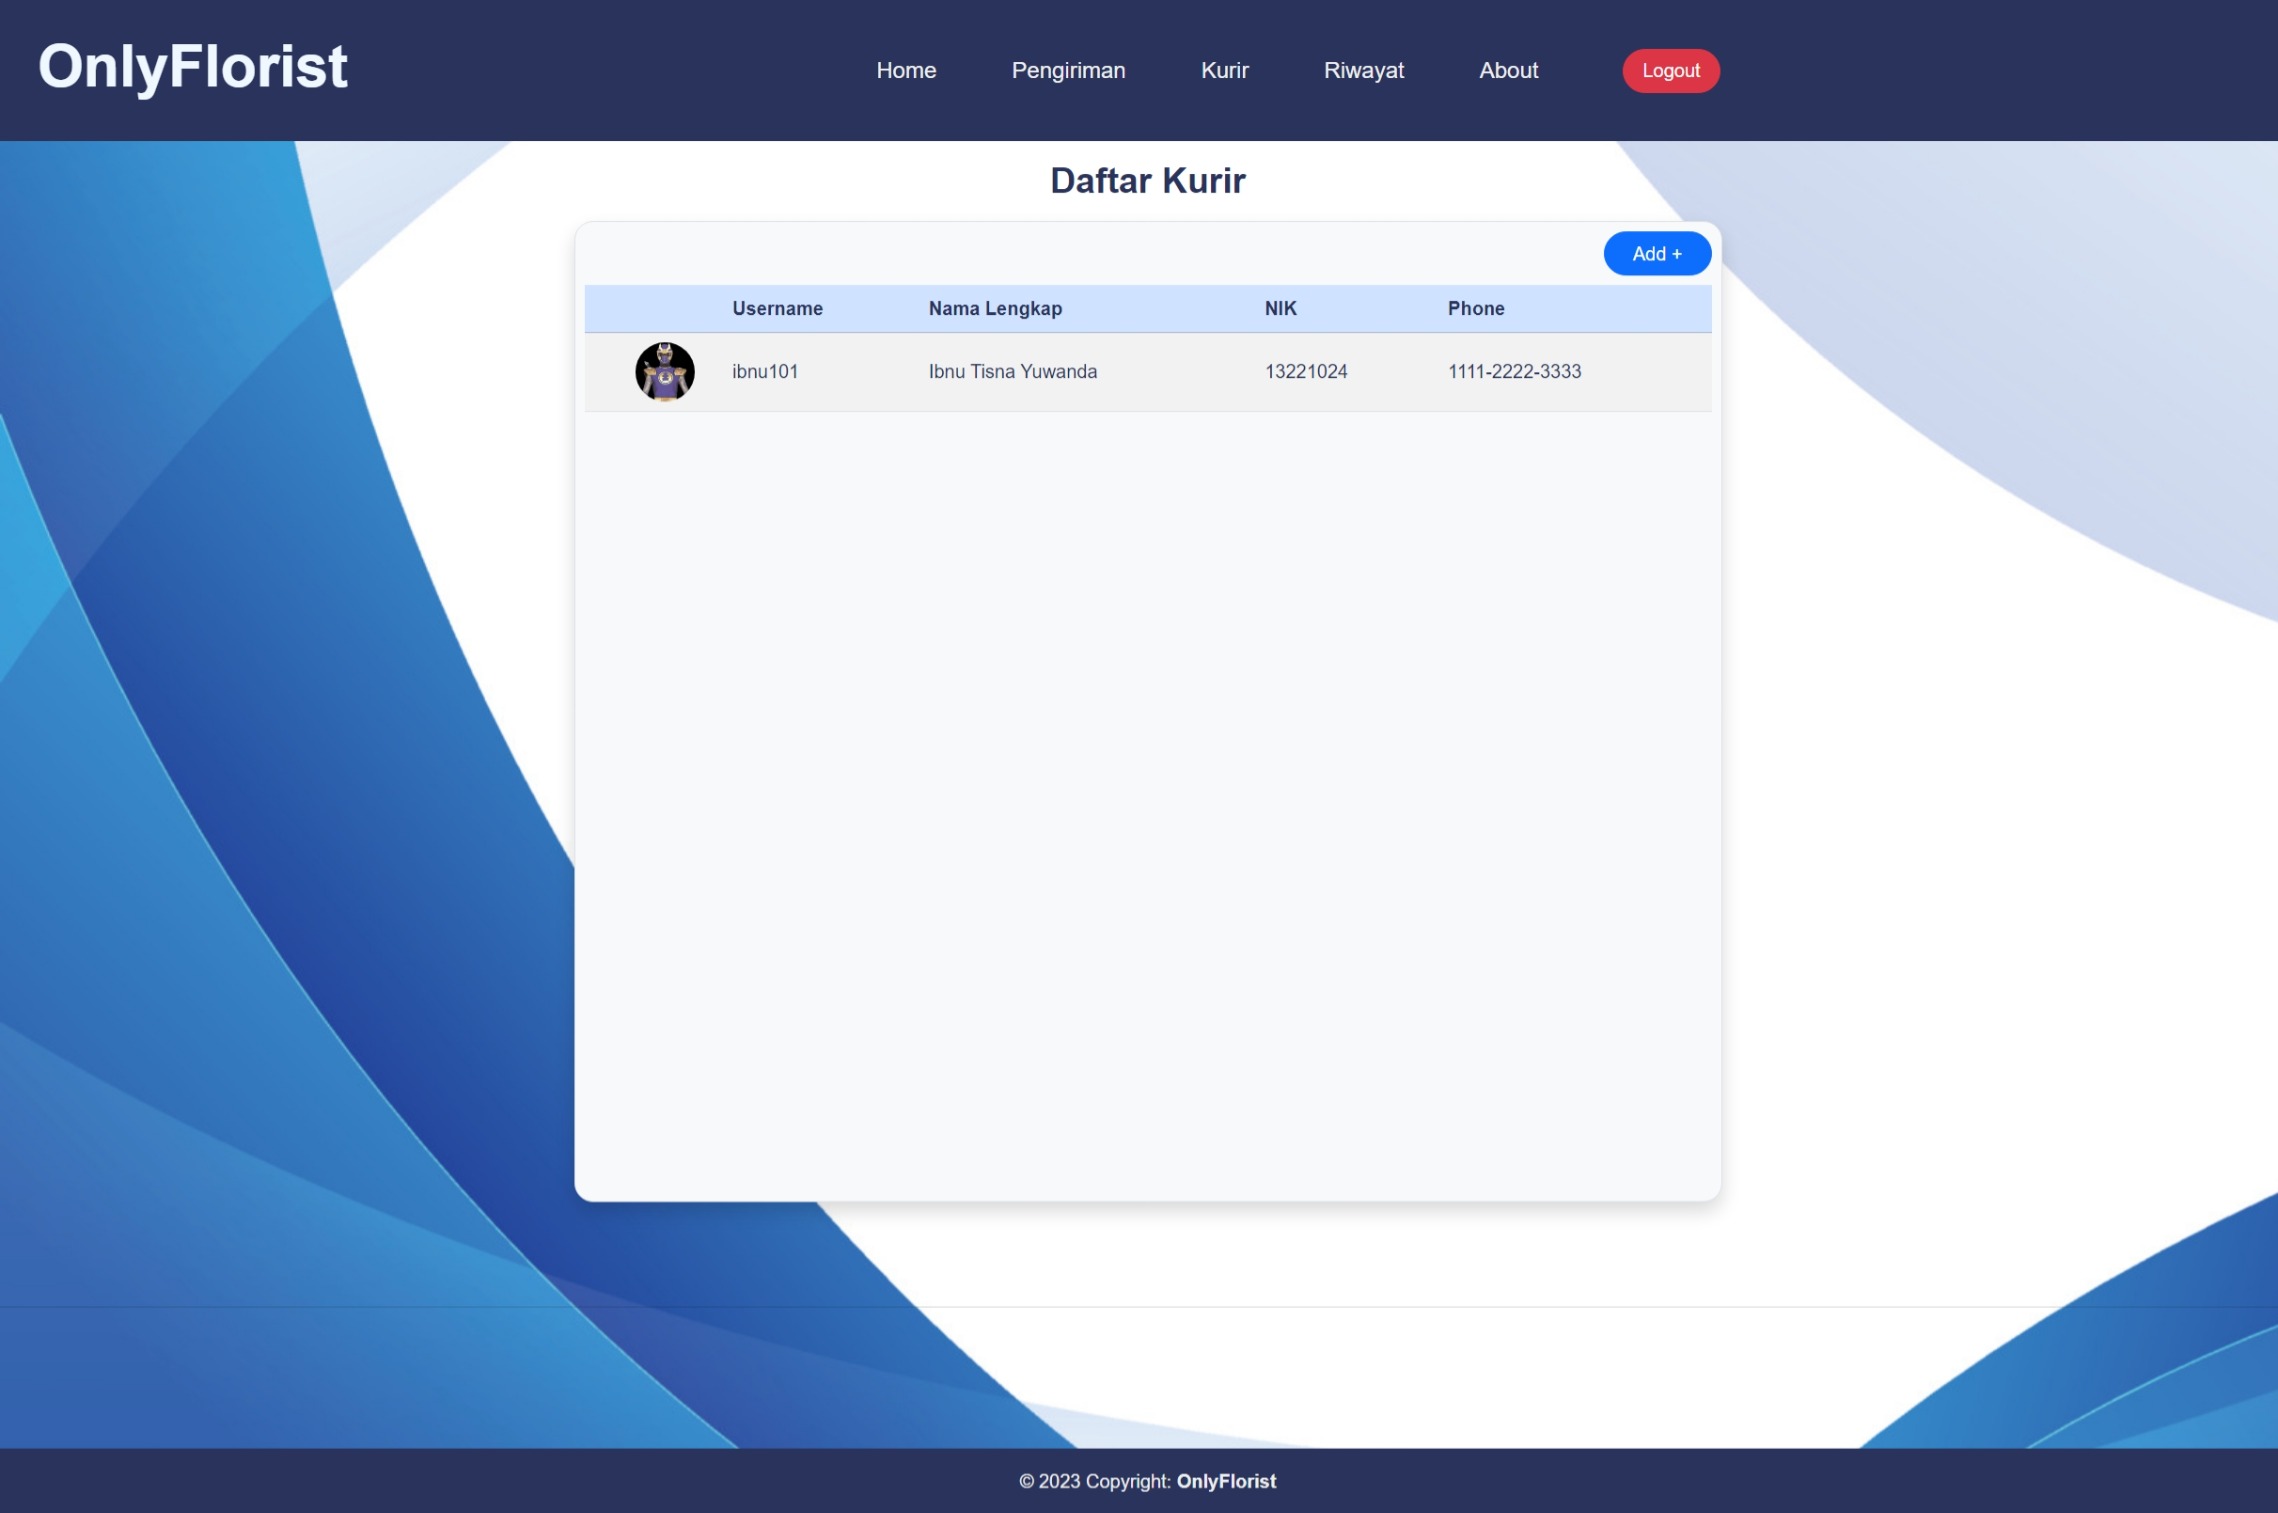 OnlyFlorist
Home Pengiriman Kurir Riwayat About Logout
Daftar Kurir
Add +
Username Nama Lengkap NIK Phone
ibnu101 Ibnu Tisna Yuwanda 13221024 1111-2222-3333
© 2023 Copyright: OnlyFlorist